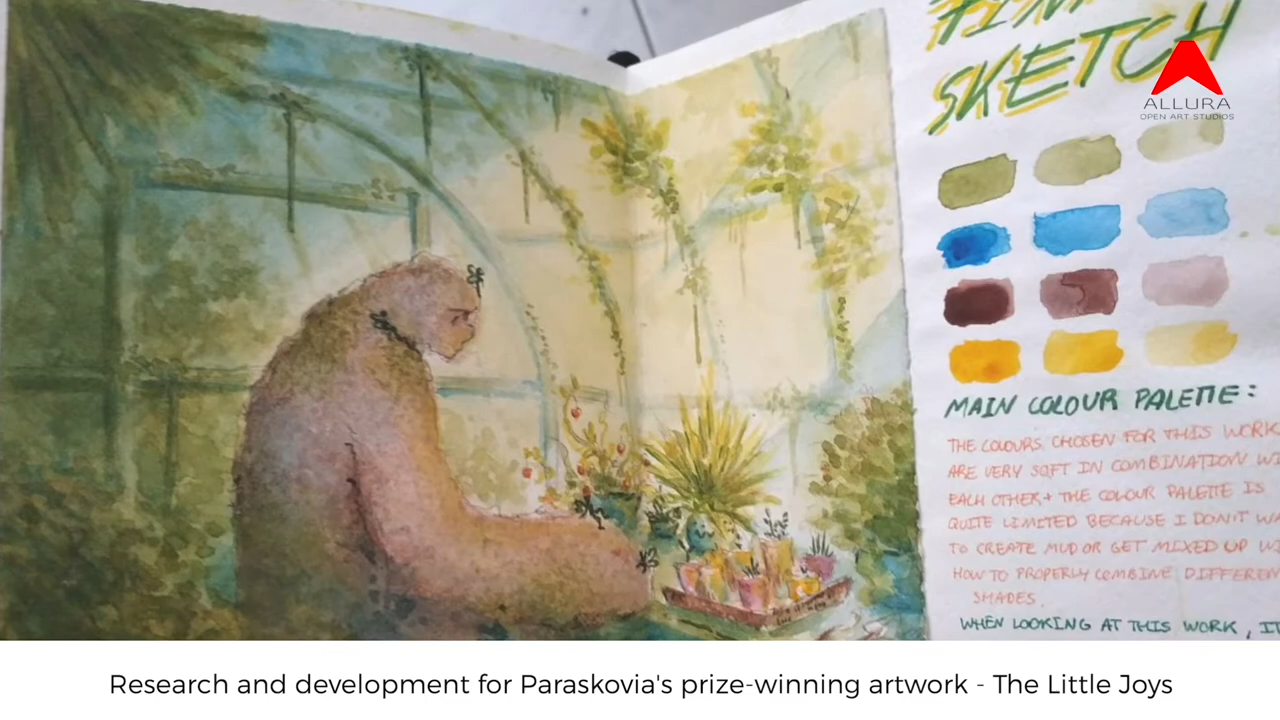 SKETCH
ALLURA
OPEN ART STUDIOS
MAIN COLOUR PALETTE:
THE COLOURS CHOSEN FOR THIS WORK
ARE VERY SOFT IN COMBINATION
EACH OTHER + THE COLOUR PALETTE IS
QUITE LIMITED BECAUSE I DON'T
TO CREATE MUD OR GET MIXED UP
HOW TO PROPERLY COMBINE DIFFEREN
SHADES.
WHEN LOOKING AT THIS WORK, IT
Research and development for Paraskovia's prize-winning artwork - The Little Joys